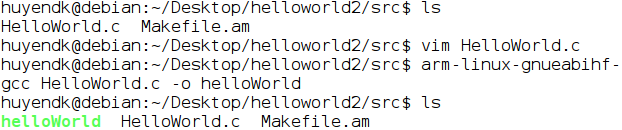 huyendk@debian:~/Desktop/helloworld2/src$ ls
HelloWorld.c  Makefile.am
huyendk@debian:~/Desktop/helloworld2/src$ vim HelloWorld.c
huyendk@debian:~/Desktop/helloworld2/src$ arm-linux-gnueabihf-
gcc HelloWorld.c -o helloWorld
huyendk@debian:~/Desktop/helloworld2/src$ ls
helloWorld  HelloWorld.c  Makefile.am